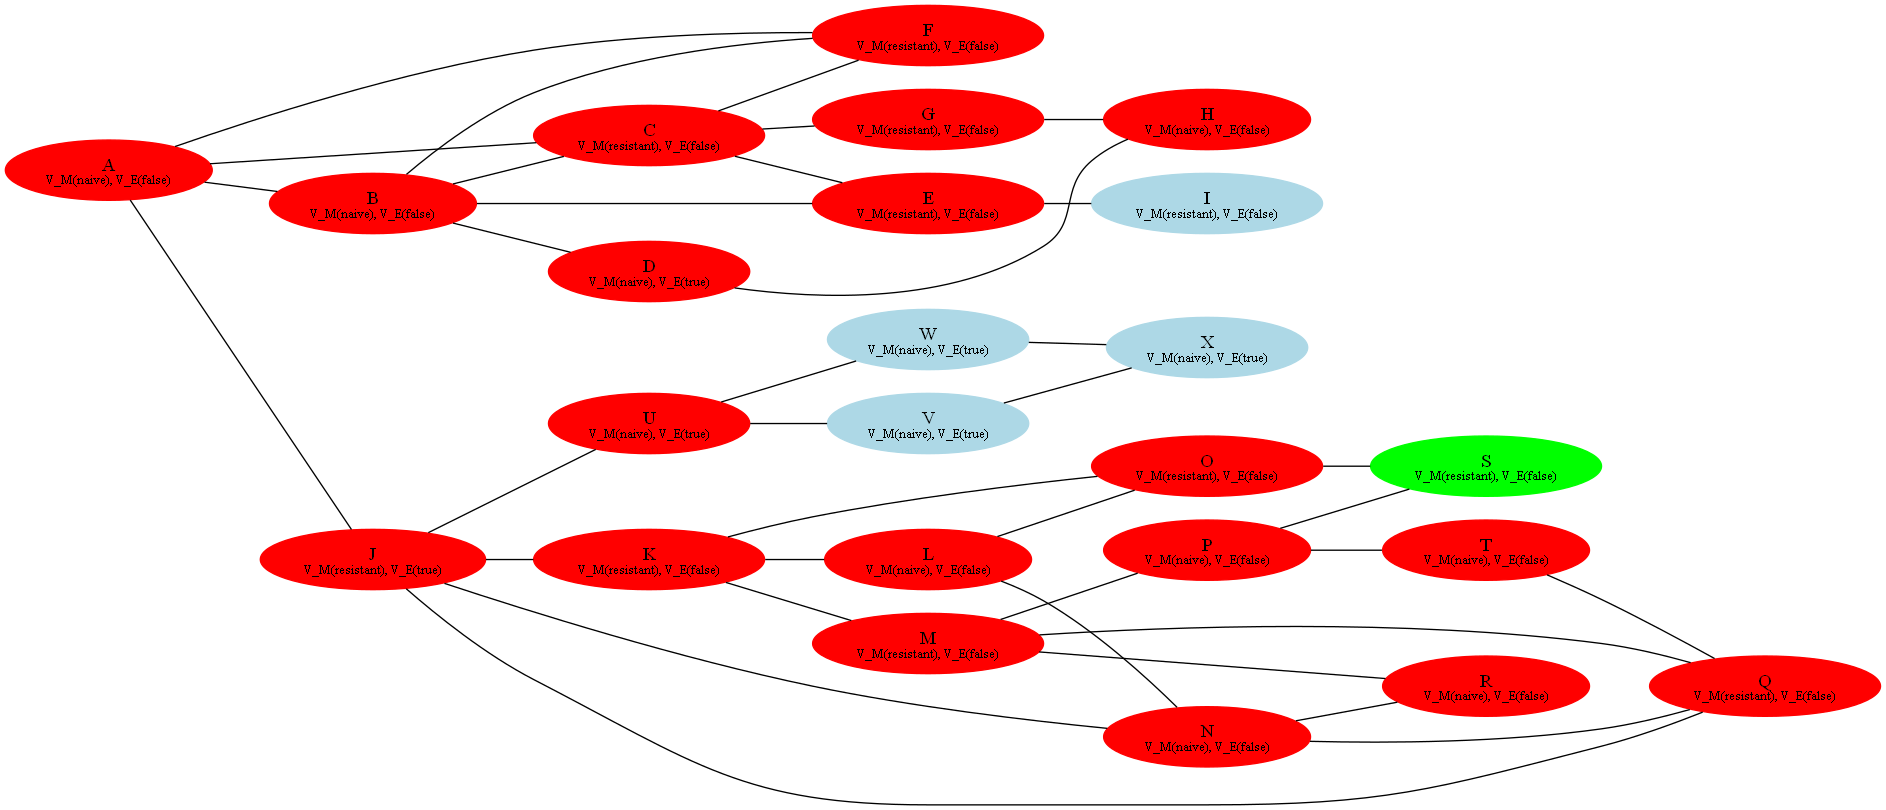 F
V_M(resistant), V_E(false)
C
V_M(resistant), V_E(false)
G
V_M(resistant), V_E(false)
H
V_M(naive), V_E(false)
A
V_M(naive), V_E(false)
B
V_M(naive), V_E(false)
E
V_M(resistant), V_E(false)
I
V_M(resistant), V_E(false)
D
V_M(naive), V_E(true)
W
V_M(naive), V_E(true)
X
V_M(naive), V_E(true)
U
V_M(naive), V_E(true)
V
V_M(naive), V_E(true)
O
V_M(resistant), V_E(false)
S
V_M(resistant), V_E(false)
J
V_M(resistant), V_E(true)
K
V_M(resistant), V_E(false)
L
V_M(naive), V_E(false)
P
V_M(naive), V_E(false)
T
V_M(naive), V_E(false)
M
V_M(resistant), V_E(false)
R
V_M(naive), V_E(false)
Q
V_M(resistant), V_E(false)
N
V_M(naive), V_E(false)